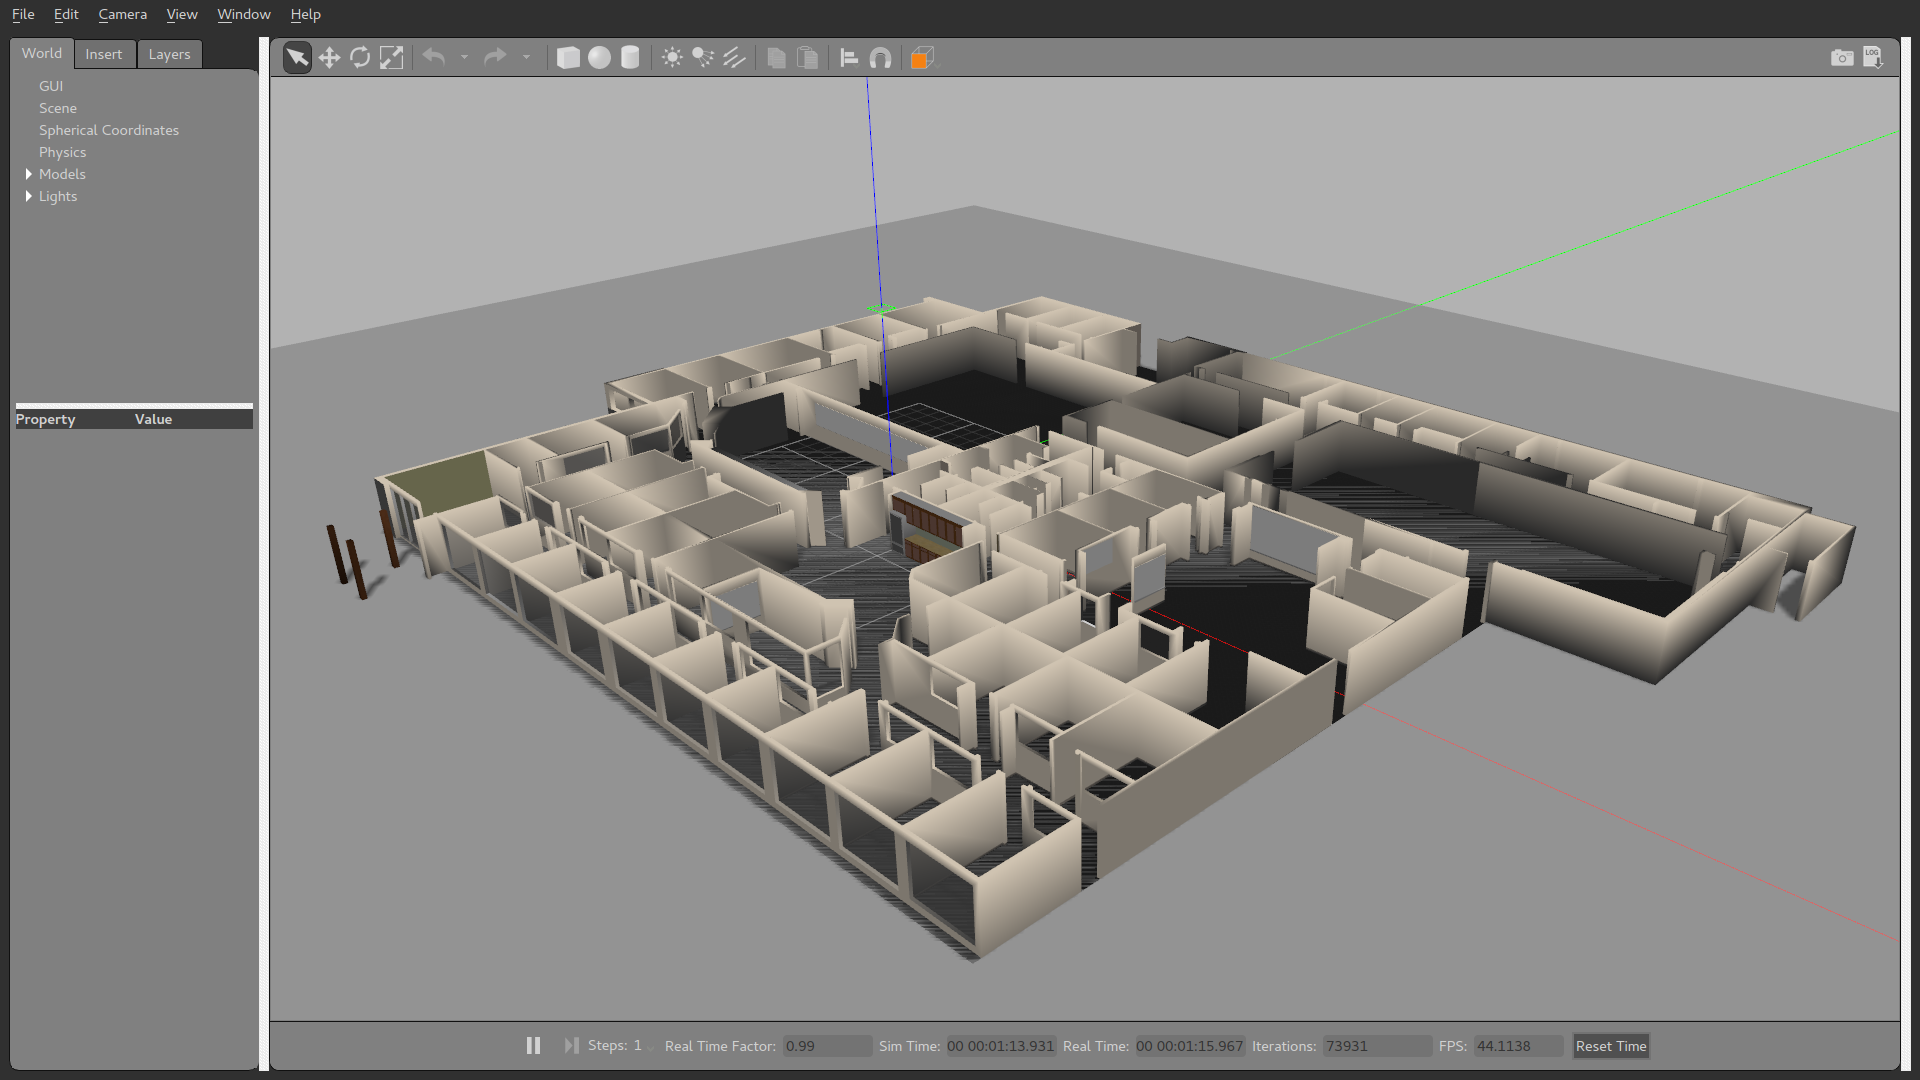 File Edit Camera View Window Help
World Insert Layers
LOG
GUI
Scene
Spherical Coordinates
Physics
Models
Lights
Property Value
Steps: 1 Real Time Factor: 0.99 Sim Time: 00 00:01:13.931 Real Time: 00 00:01:15.967 Iterations: 73931 FPS: 44.1138 Reset Time